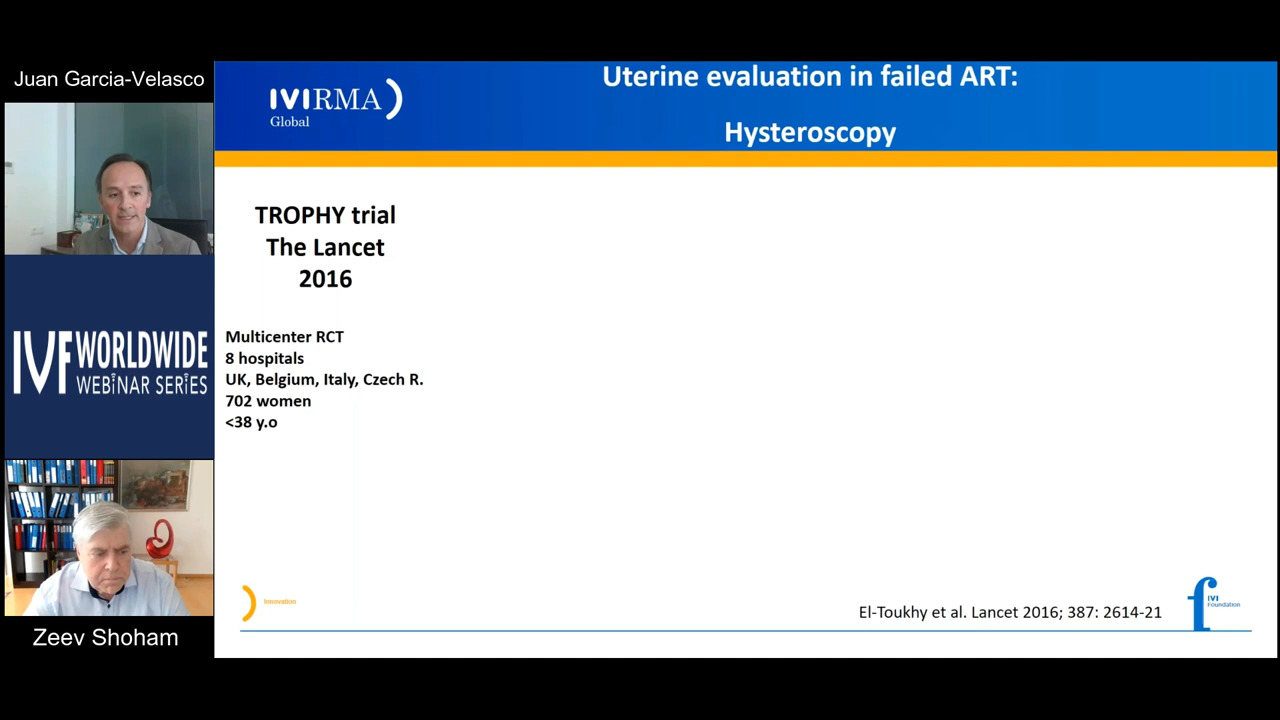 Juan Garcia-Velasco
IVF WORLDWIDE
WEBINAR SERIES
Zeev Shoham
IVIRMA
Global
Uterine evaluation in failed ART:
Hysteroscopy
TROPHY trial
The Lancet
2016
Multicenter RCT
8 hospitals
UK, Belgium, Italy, Czech R.
702 women
<38 y.o
Innovation
El-Toukhy et al. Lancet 2016; 387: 2614-21
IVI
Foundation